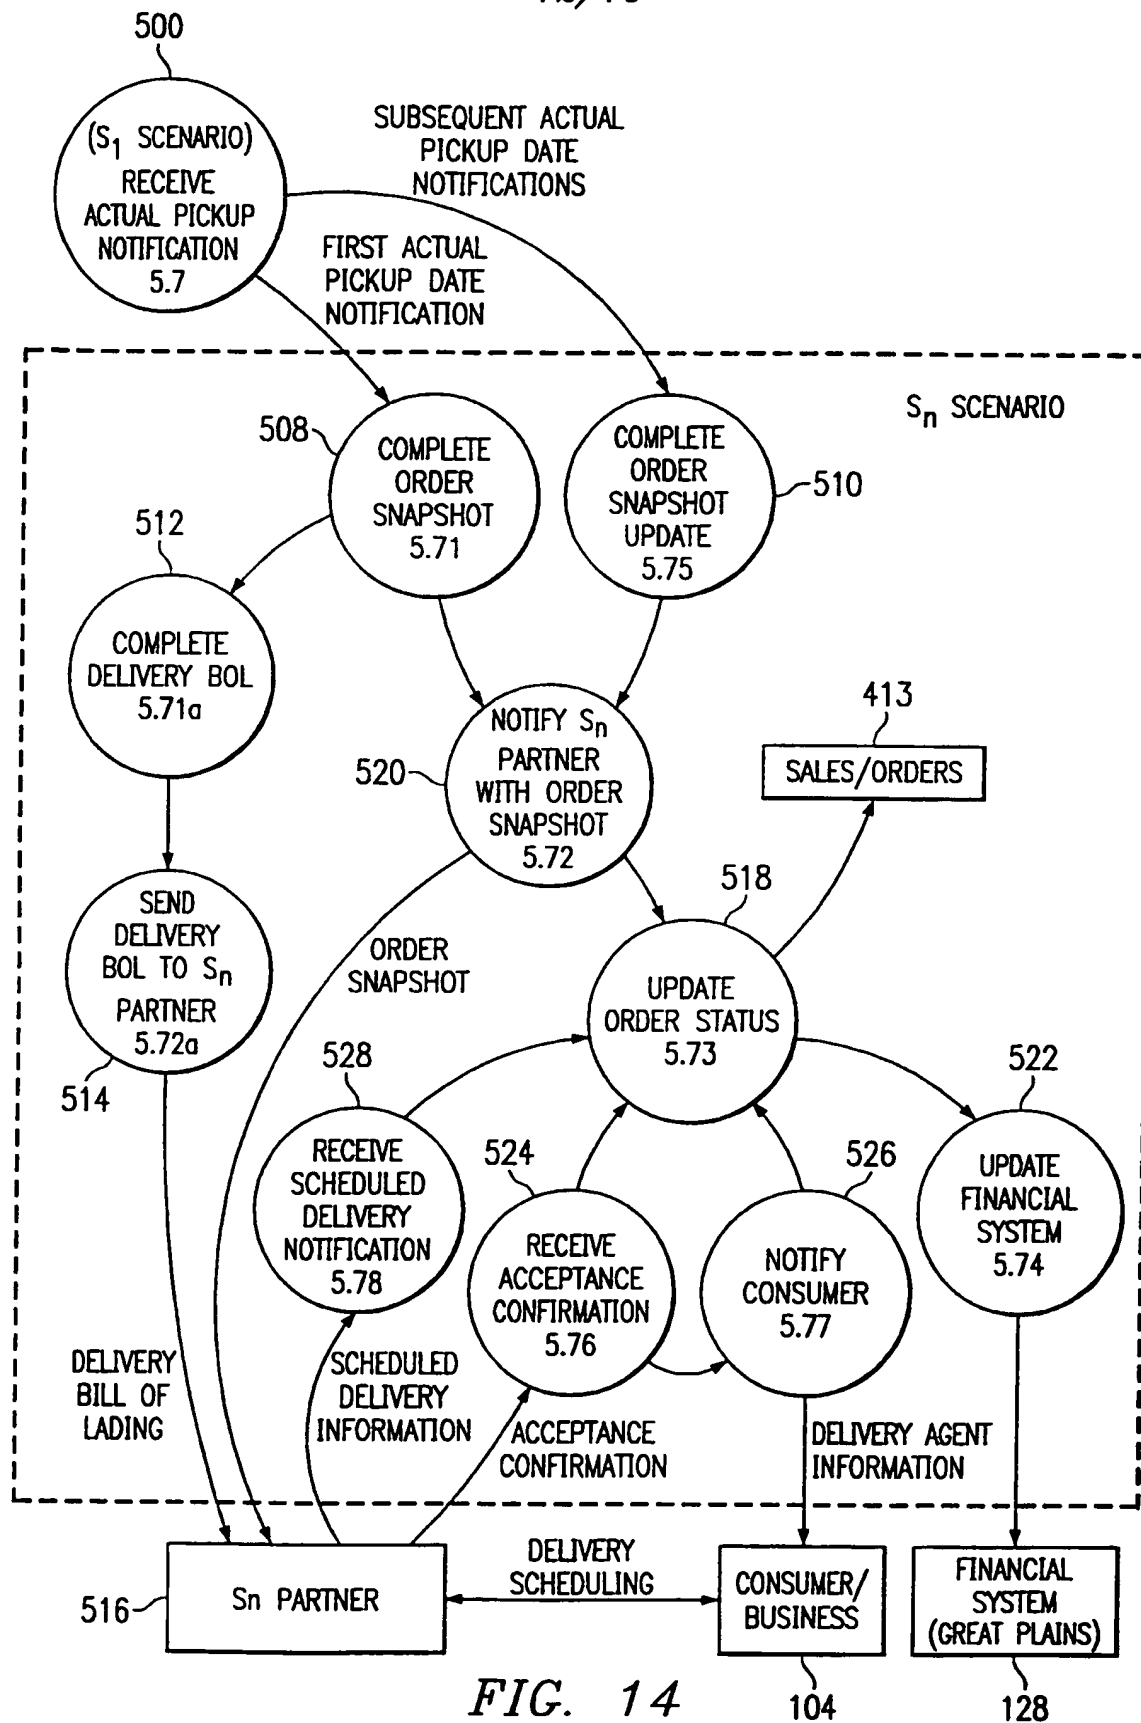 500
(S1 SCENARIO)
RECEIVE
ACTUAL PICKUP
NOTIFICATION
5.7
SUBSEQUENT ACTUAL
PICKUP DATE
NOTIFICATIONS
FIRST ACTUAL
PICKUP DATE
NOTIFICATION
Sn SCENARIO
508
COMPLETE
ORDER
SNAPSHOT
5.71
COMPLETE
ORDER
SNAPSHOT
UPDATE
5.75
510
512
COMPLETE
DELIVERY BOL
5.71a
NOTIFY Sn
PARTNER
WITH ORDER
SNAPSHOT
5.72
520
413
SALES/ORDERS
SEND
DELIVERY
BOL TO Sn
PARTNER
5.72a
514
ORDER
SNAPSHOT
518
UPDATE
ORDER STATUS
5.73
528
RECEIVE
SCHEDULED
DELIVERY
NOTIFICATION
5.78
524
RECEIVE
ACCEPTANCE
CONFIRMATION
5.76
526
NOTIFY
CONSUMER
5.77
522
UPDATE
FINANCIAL
SYSTEM
5.74
DELIVERY
BILL OF
LADING
SCHEDULED
DELIVERY
INFORMATION
ACCEPTANCE
CONFIRMATION
DELIVERY AGENT
INFORMATION
516
Sn PARTNER
DELIVERY
SCHEDULING
CONSUMER/
BUSINESS
104
FINANCIAL
SYSTEM
(GREAT PLAINS)
128
FIG. 14